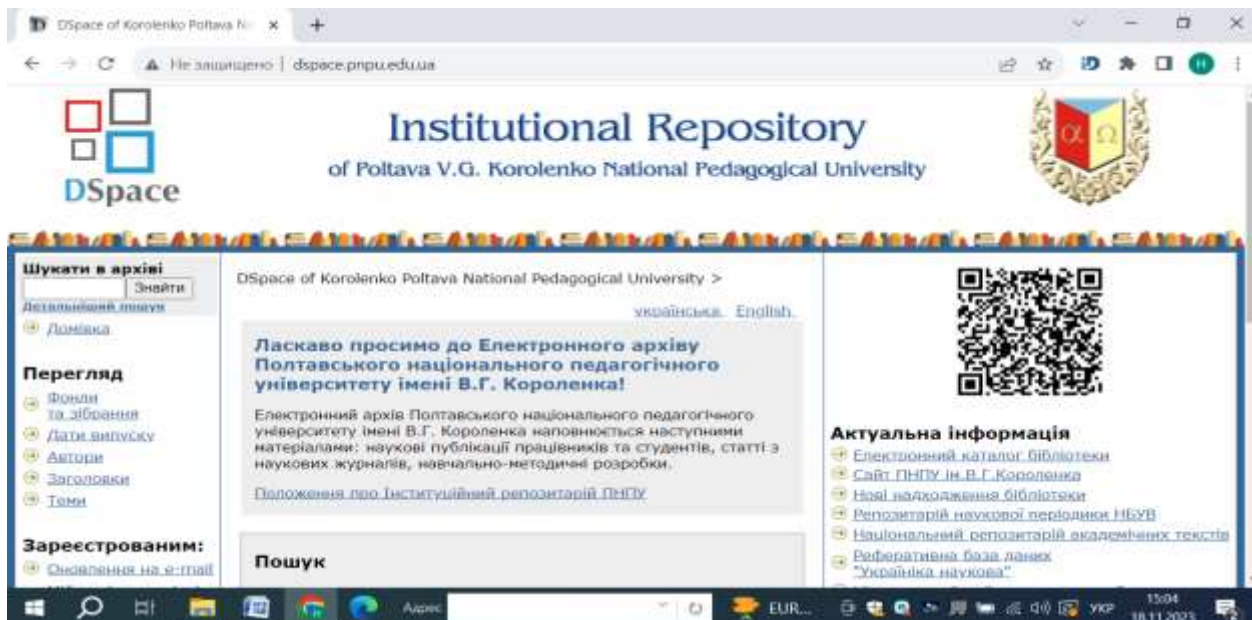 DSpace of Korolenko Poltava N
Не защищено | dspace.pnpu.edu.ua
DSpace
Institutional Repository
of Poltava V.G. Korolenko National Pedagogical University
Шукати в архіві
Знайти
Детальніший пошук
Домівка
Перегляд
Фонди
та зібрання
Дати випуску
Автори
Заголовки
Теми
Зареєстрованим:
Оновлення на e-mail
DSpace of Korolenko Poltava National Pedagogical University >
українська English
Ласкаво просимо до Електронного архіву
Полтавського національного педагогічного
університету імені В.Г. Короленка!
Електронний архів Полтавського національного педагогічного
університету імені В.Г. Короленка наповнюється наступними
матеріалами: наукові публікації працівників та студентів, статті з
наукових журналів, навчально-методичні розробки.
Положення про Інституційний репозитарій ПНПУ
Пошук
α Ω
Актуальна інформація
Електронний каталог бібліотеки
Сайт ПНПУ ім.В.Г.Короленка
Нові надходження бібліотеки
Репозитарій наукової періодики НБУВ
Національний репозитарій академічних текстів
Реферативна база даних
"Україніка наукова"
Адрес
EUR...
УКР
15:04
18.11.2023